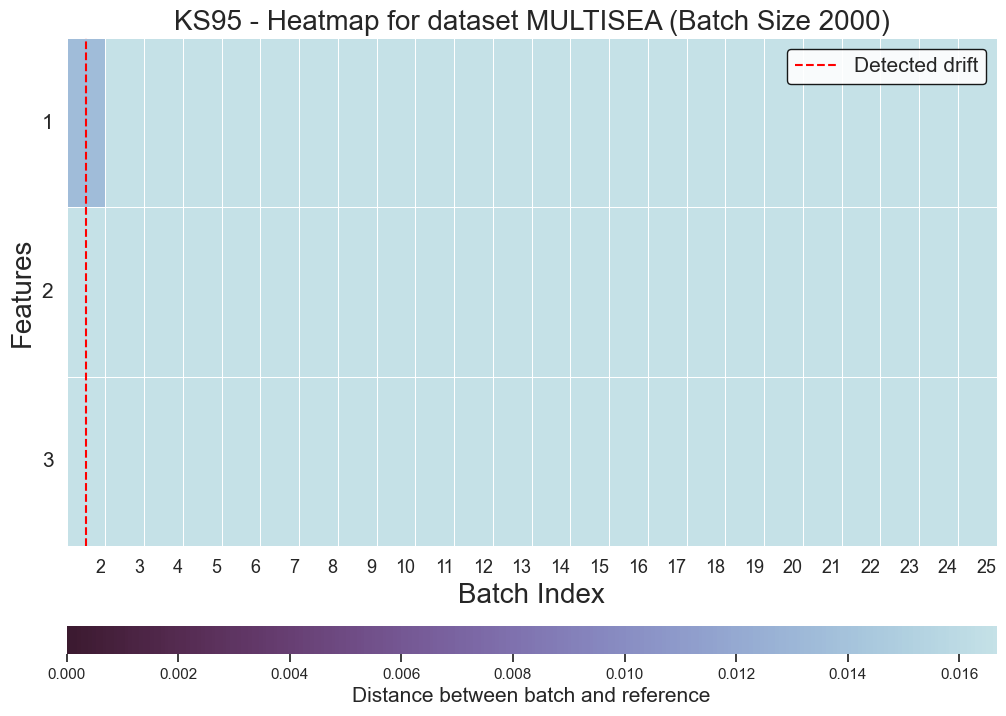 KS95 - Heatmap for dataset MULTISEA (Batch Size 2000)
Detected drift
1
2
3
Features
2 3 4 5 6 7 8 9 10 11 12 13 14 15 16 17 18 19 20 21 22 23 24 25
Batch Index
0.000 0.002 0.004 0.006 0.008 0.010 0.012 0.014 0.016
Distance between batch and reference